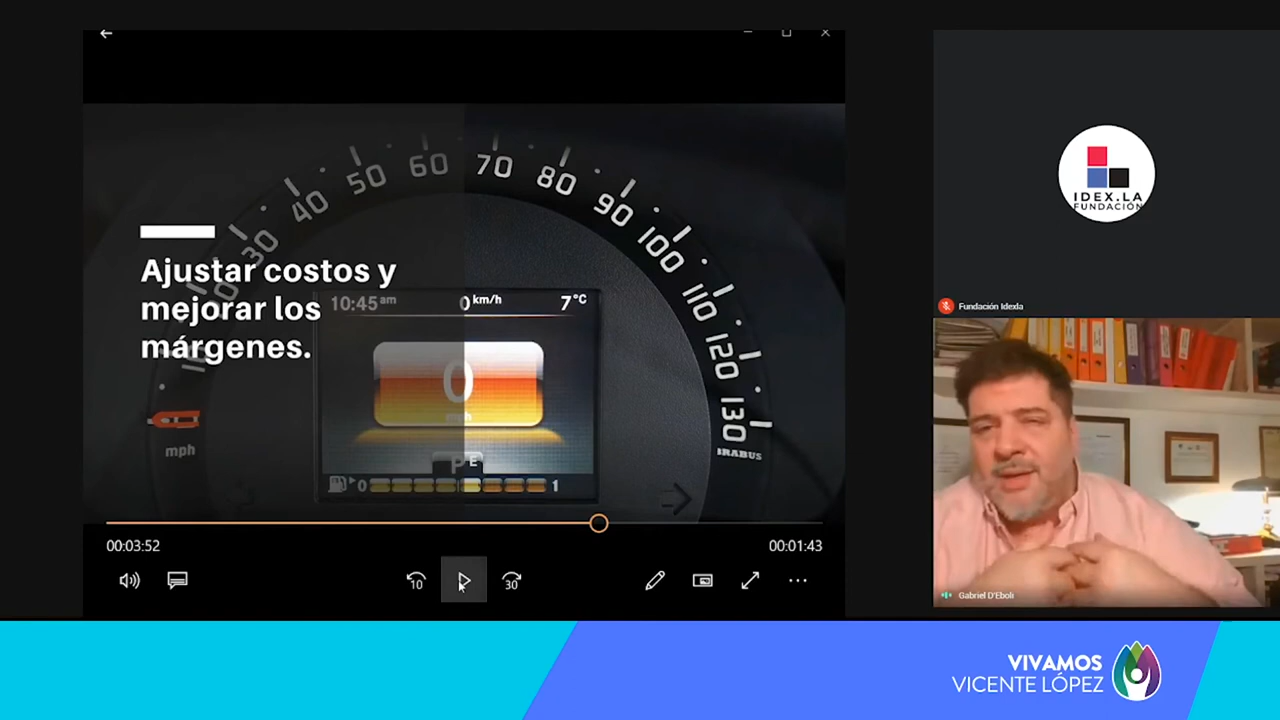 50
60
70
80
40
90
30
100
Ajustar costos y
mejorar los
márgenes.
10:45 am
0 km/h
7 °C
110
120
130
0
mph
BRABUS
P
E
0
1
00:03:52
00:01:43
10
30
IDEX.LA
FUNDACIÓN
Fundación Idexla
Gabriel D'Eboli
VIVAMOS
VICENTE LÓPEZ